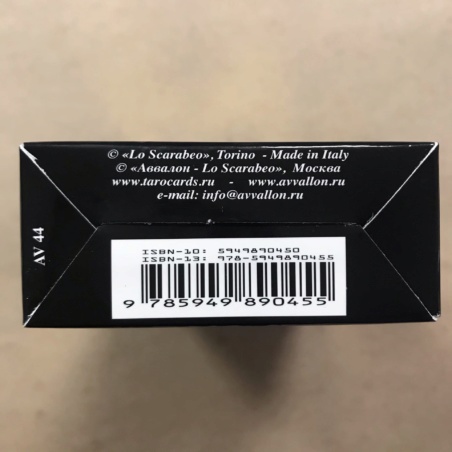 © «Lo Scarabeo», Torino - Made in Italy
© «Аввалон - Lo Scarabeo», Москва
www.tarocards.ru - www.avvallon.ru
e-mail: info@avvallon.ru
AV 44
ISBN-10: 5949890450
ISBN-13: 978-5949890455
9 785949 890455